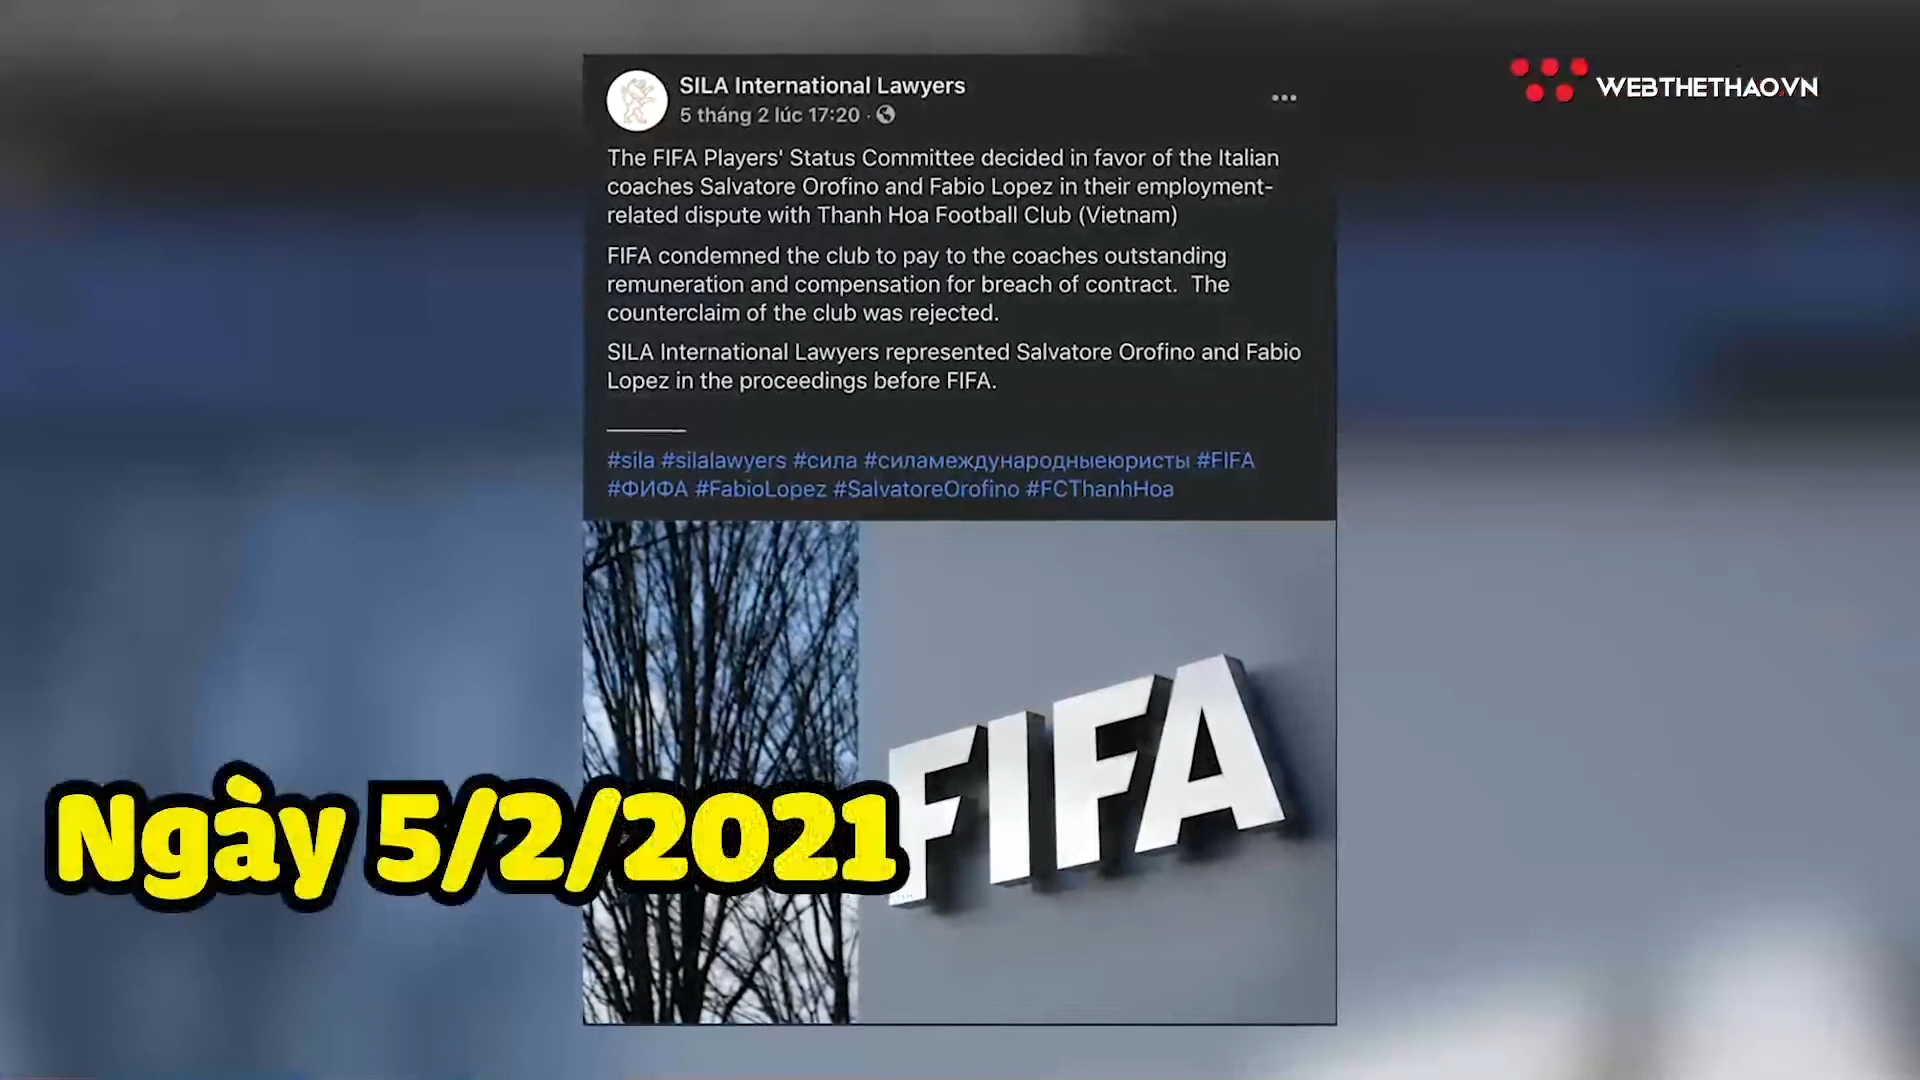 SILA International Lawyers
5 tháng 2 lúc 17:20 ·
WEBTHETHAO.VN
The FIFA Players' Status Committee decided in favor of the Italian
coaches Salvatore Orofino and Fabio Lopez in their employment-
related dispute with Thanh Hoa Football Club (Vietnam)
FIFA condemned the club to pay to the coaches outstanding
remuneration and compensation for breach of contract. The
counterclaim of the club was rejected.
SILA International Lawyers represented Salvatore Orofino and Fabio
Lopez in the proceedings before FIFA.
#sila #silalawyers #сила #силамеждународныеюристы #FIFA
#ФИФА #FabioLopez #SalvatoreOrofino #FCThanhHoa
FIFA
Ngày 5/2/2021